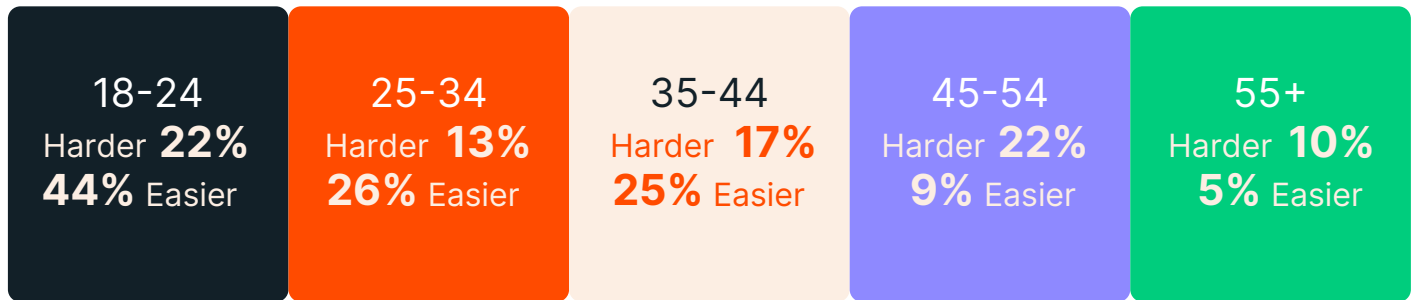 18-24
Harder 22%
44% Easier
25-34
Harder 13%
26% Easier
35-44
Harder 17%
25% Easier
45-54
Harder 22%
9% Easier
55+
Harder 10%
5% Easier